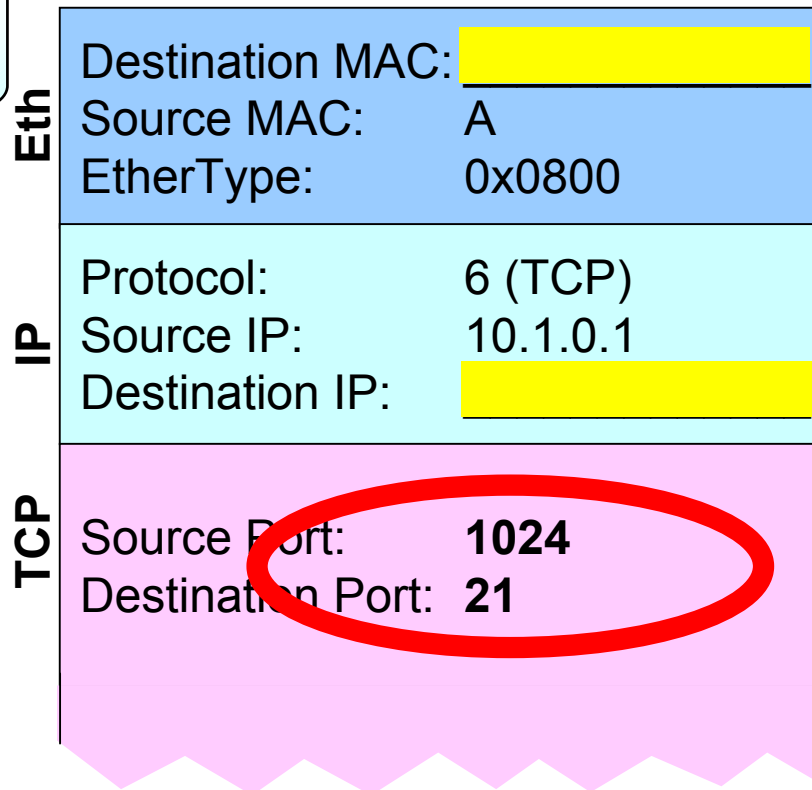 Eth
Destination MAC:
Source MAC: A
EtherType: 0x0800
IP
Protocol: 6 (TCP)
Source IP: 10.1.0.1
Destination IP:
TCP
Source Port: 1024
Destination Port: 21